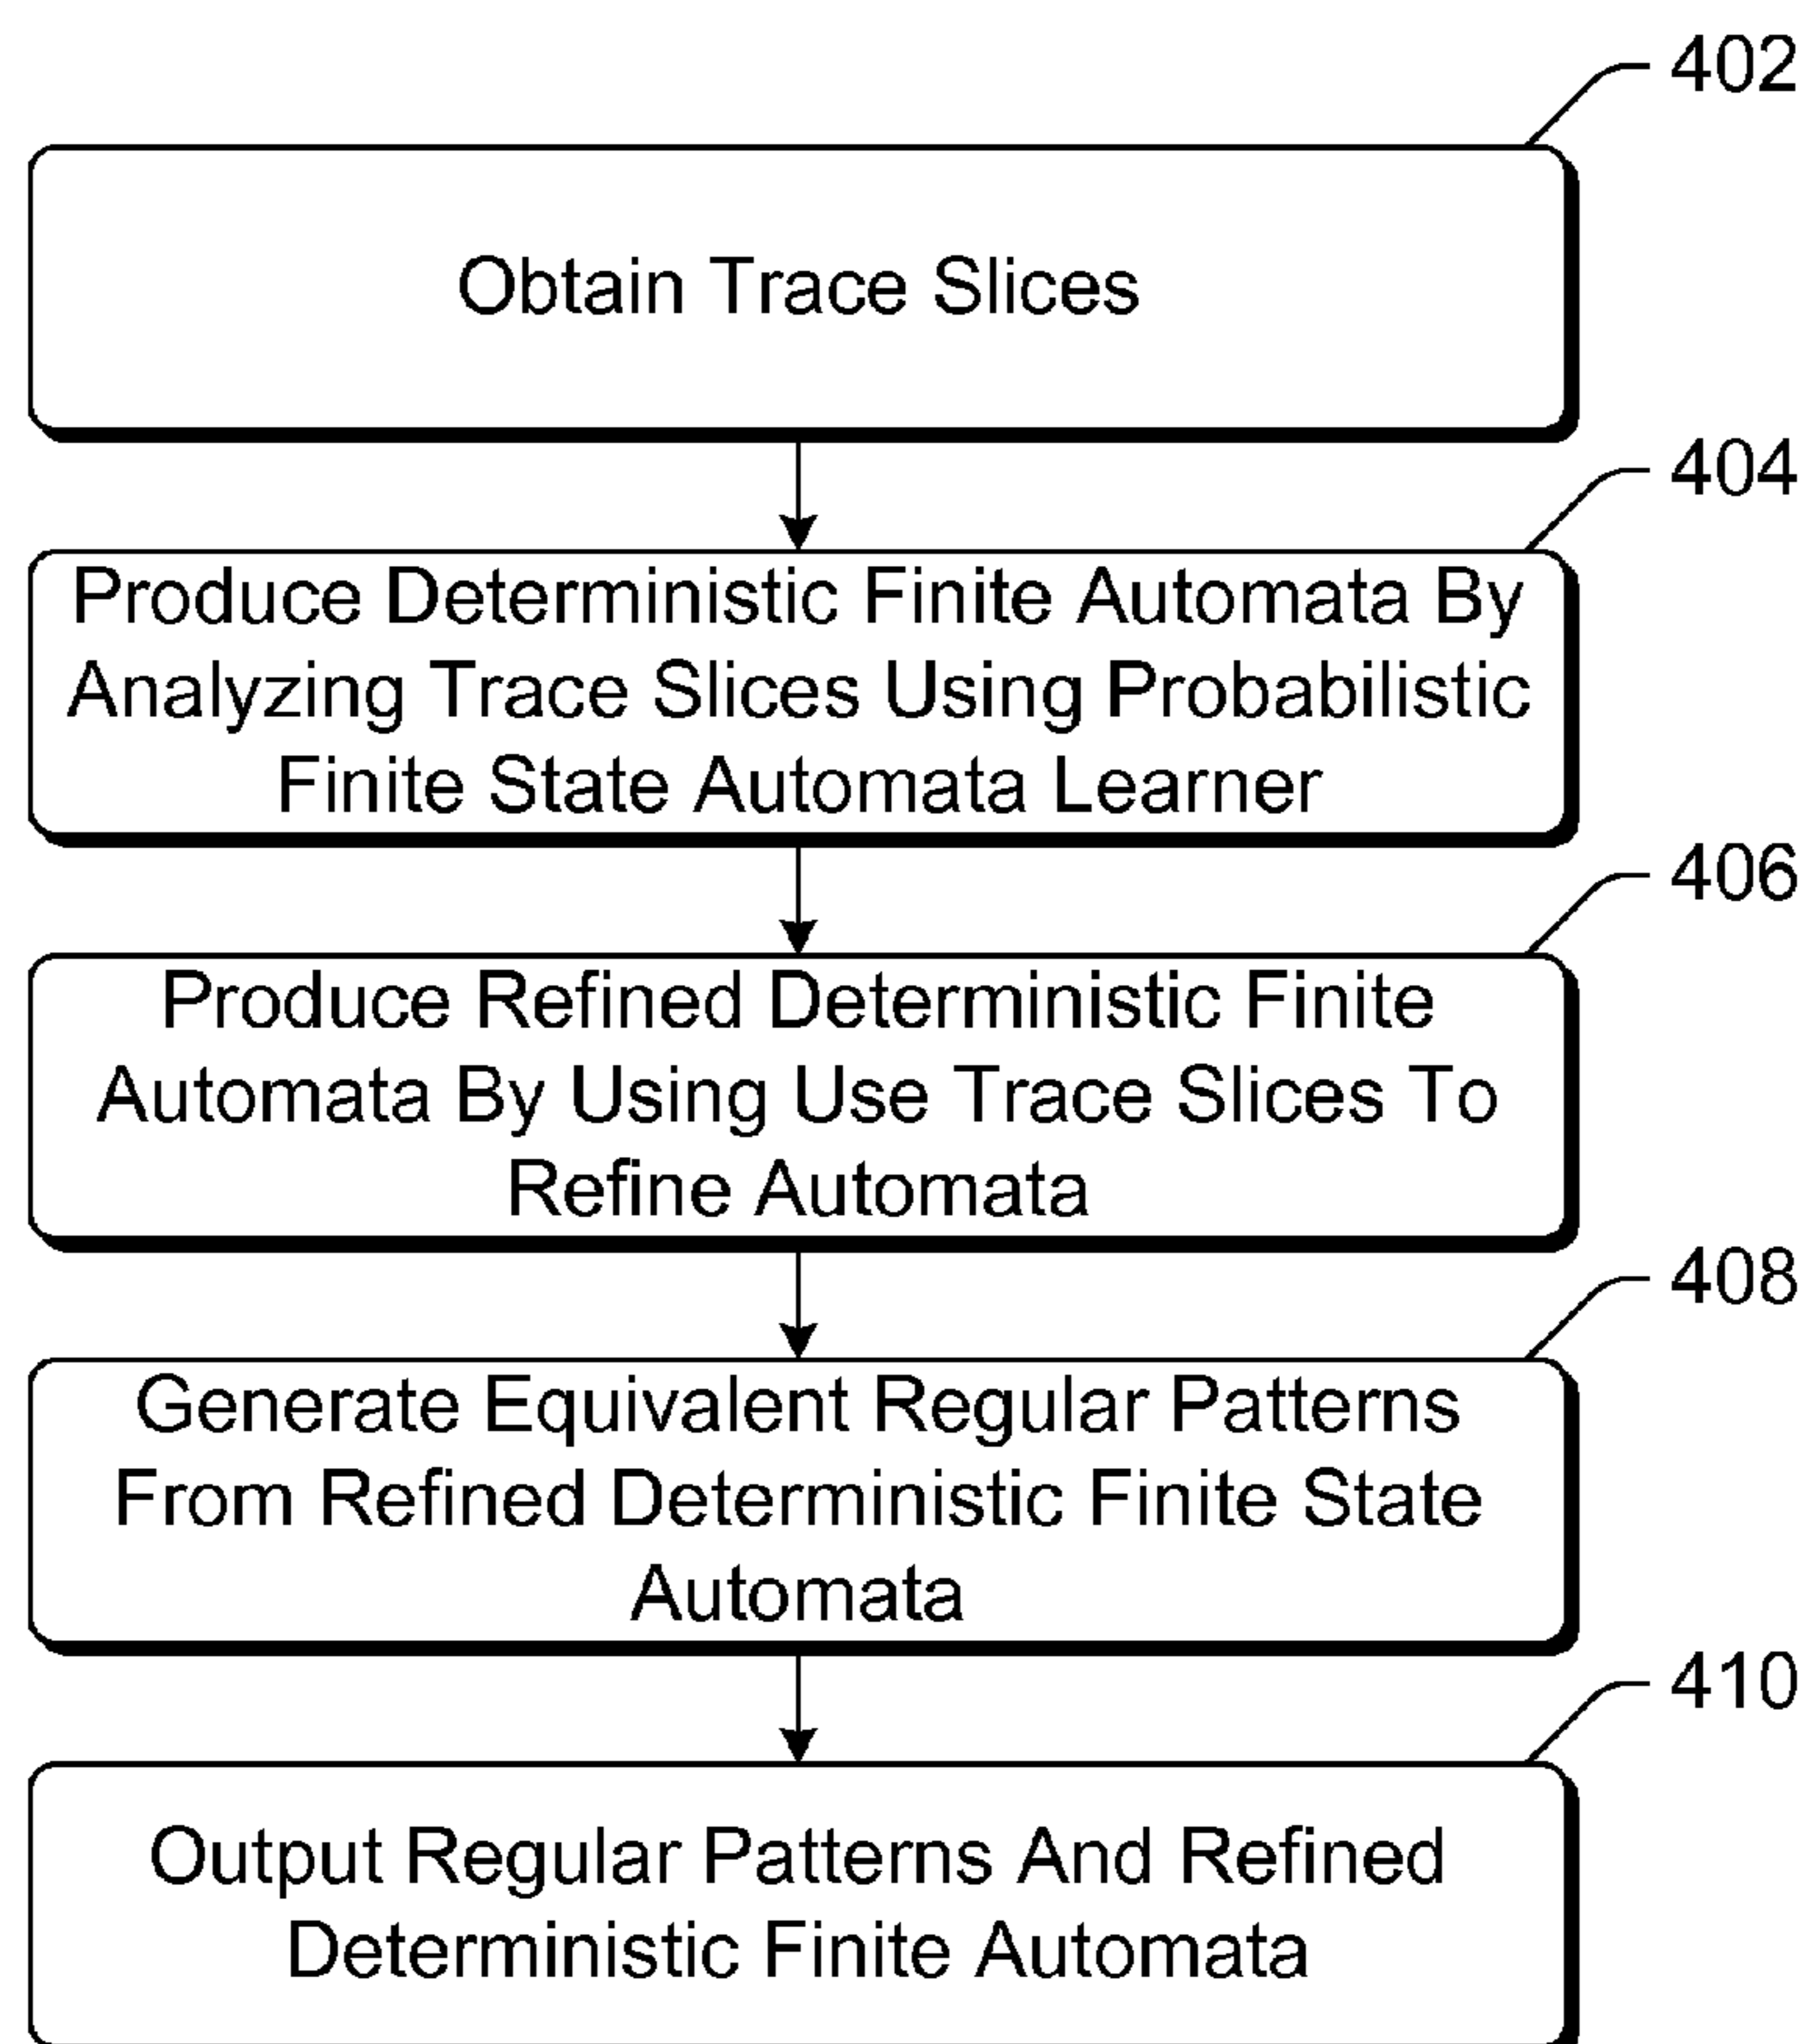 402
Obtain Trace Slices
404
Produce Deterministic Finite Automata By
Analyzing Trace Slices Using Probabilistic
Finite State Automata Learner
406
Produce Refined Deterministic Finite
Automata By Using Use Trace Slices To
Refine Automata
408
Generate Equivalent Regular Patterns
From Refined Deterministic Finite State
Automata
410
Output Regular Patterns And Refined
Deterministic Finite Automata